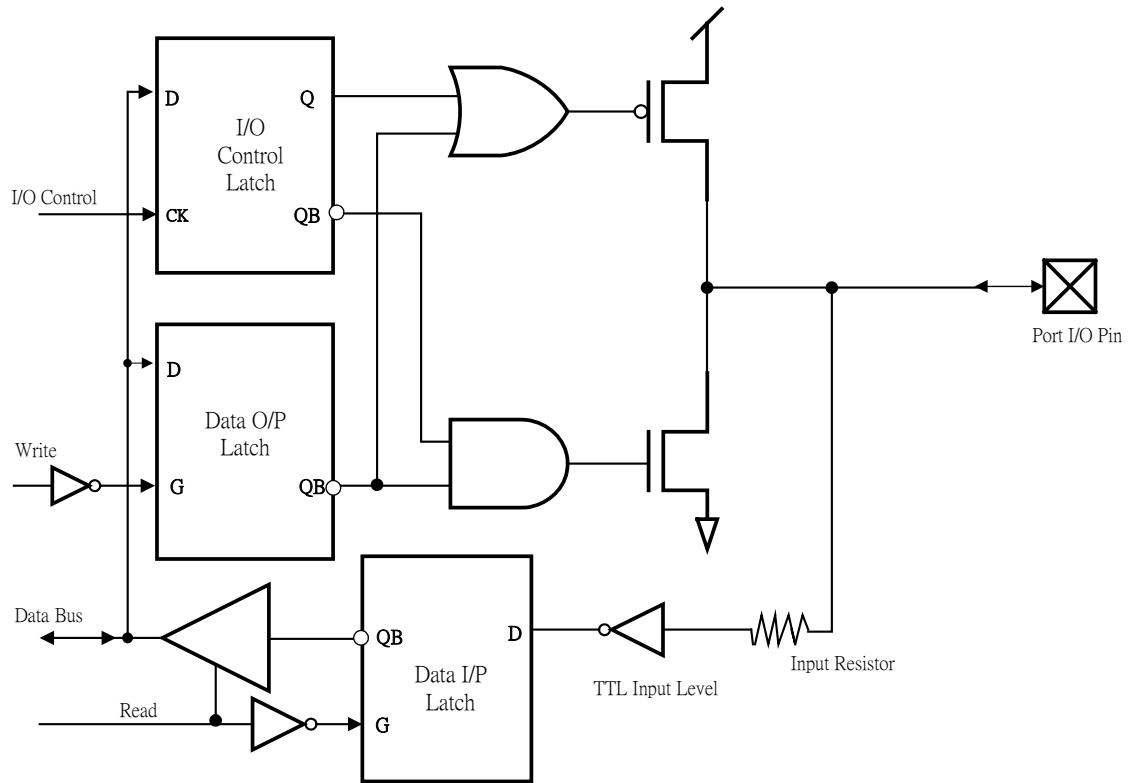 D
Q
I/O
Control
Latch
I/O Control
CK
QB
Port I/O Pin
D
Data O/P
Latch
Write
G
QB
Data Bus
QB
D
Data I/P
Latch
TTL Input Level
Input Resistor
Read
G